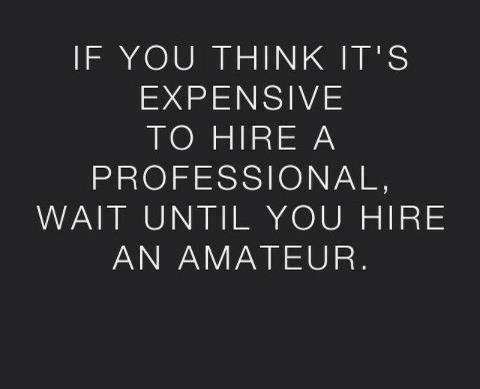 IF YOU THINK IT'S
EXPENSIVE
TO HIRE A
PROFESSIONAL,
WAIT UNTIL YOU HIRE
AN AMATEUR.